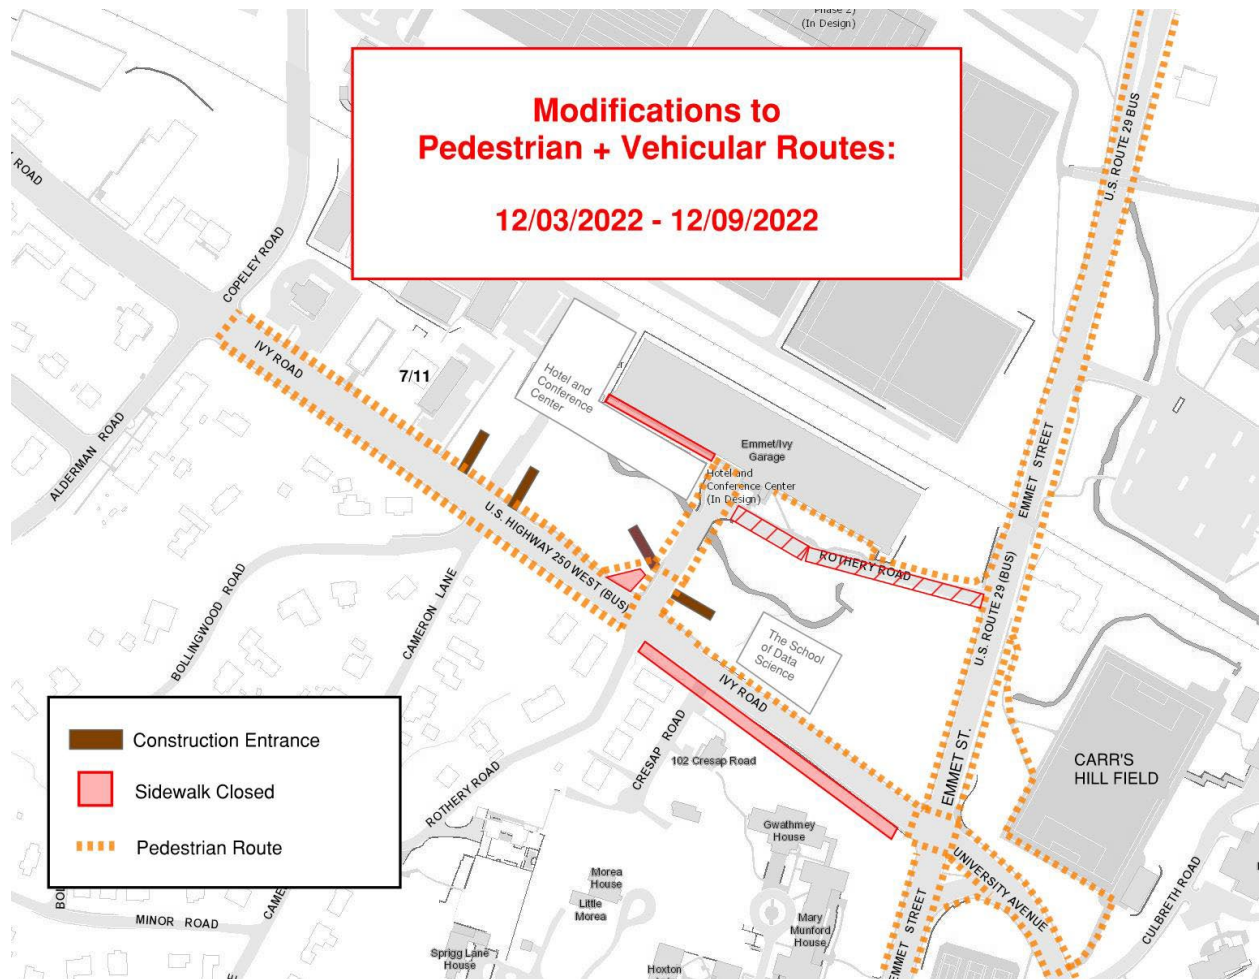 Phase 2)
(In Design)
Modifications to
Pedestrian + Vehicular Routes:
12/03/2022 - 12/09/2022
U.S. ROUTE 29 BUS
ROAD
COPELEY ROAD
IVY ROAD
7/11
Hotel and
Conference
Center
er
ALDERMAN ROAD
Emmet/Ivy
Garage
Hotel and
Conference Center
(In Design)
EMMET STREET
U.S. HIGHWAY 250 WEST (BUS)
ROTHERY ROAD
U.S. ROUTE 29 (BUS)
BOLLINGWOOD ROAD
CAMERON LANE
The School
of Data
Science
IVY ROAD
Construction Entrance
Sidewalk Closed
Pedestrian Route
CRESAP ROAD
102 Cresap Road
EMMET ST.
CARR'S
HILL FIELD
ROTHERY ROAD
Gwathmey
House
UNIVERSITY AVENUE
Morea
House
Little
Morea
CULBRETH ROAD
MINOR ROAD
Mary
Munford
House
EMMET STREET
Sprigg Lane
House
Hoxton